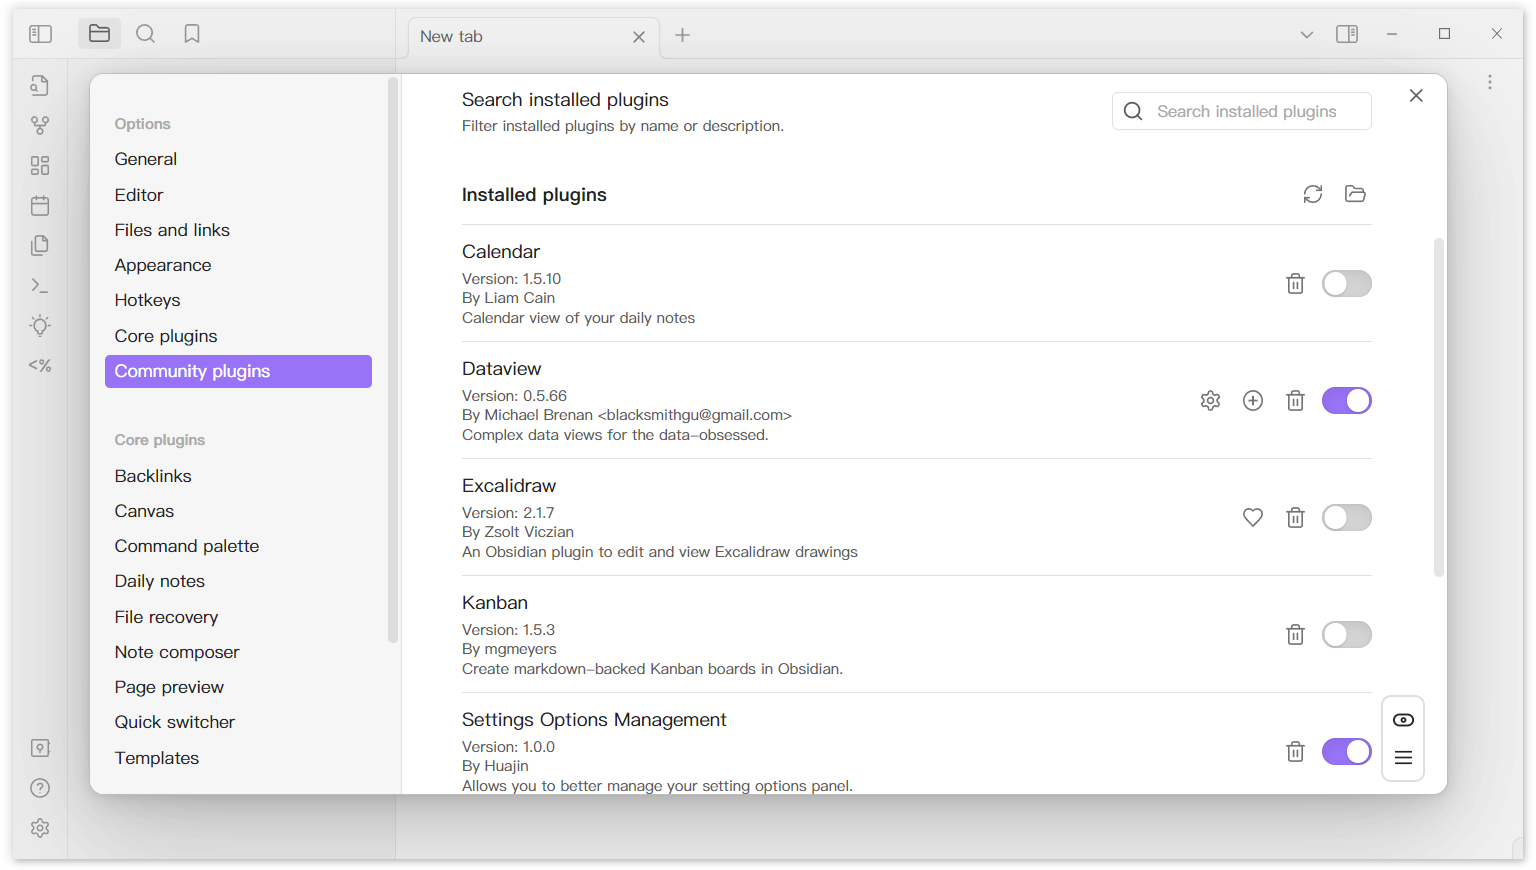 New tab
Options
General
Editor
Files and links
Appearance
Hotkeys
Core plugins
Community plugins
Core plugins
Backlinks
Canvas
Command palette
Daily notes
File recovery
Note composer
Page preview
Quick switcher
Templates
Search installed plugins
Filter installed plugins by name or description.
Search installed plugins
Installed plugins
Calendar
Version: 1.5.10
By Liam Cain
Calendar view of your daily notes
Dataview
Version: 0.5.66
By Michael Brenan <blacksmithgu@gmail.com>
Complex data views for the data-obsessed.
Excalidraw
Version: 2.1.7
By Zsolt Viczian
An Obsidian plugin to edit and view Excalidraw drawings
Kanban
Version: 1.5.3
By mgmeyers
Create markdown-backed Kanban boards in Obsidian.
Settings Options Management
Version: 1.0.0
By Huajin
Allows you to better manage your setting options panel.